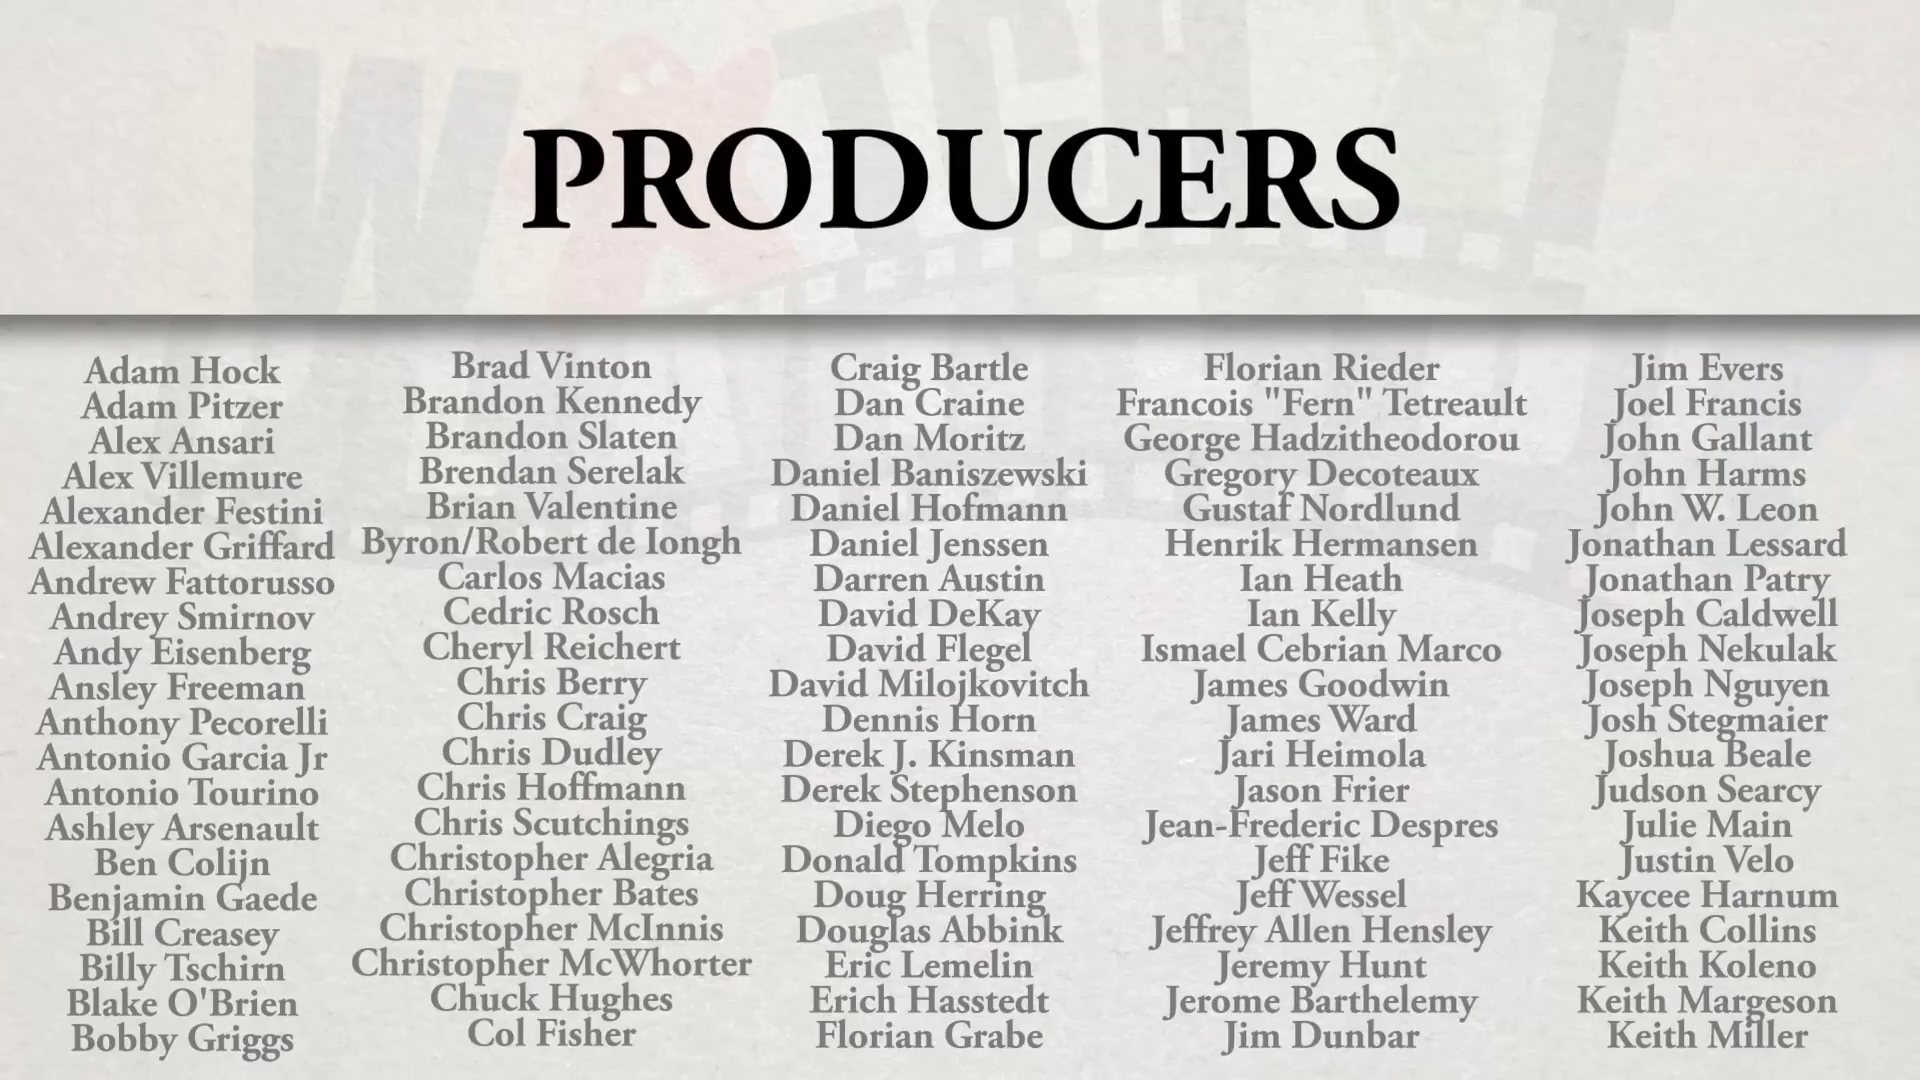 WATCH IT
PRODUCERS
Adam Hock
Adam Pitzer
Alex Ansari
Alex Villemure
Alexander Festini
Alexander Griffard
Andrew Fattorusso
Andrey Smirnov
Andy Eisenberg
Ansley Freeman
Anthony Pecorelli
Antonio Garcia Jr
Antonio Tourino
Ashley Arsenault
Ben Colijn
Benjamin Gaede
Bill Creasey
Billy Tschirn
Blake O'Brien
Bobby Griggs
Brad Vinton
Brandon Kennedy
Brandon Slaten
Brendan Serelak
Brian Valentine
Byron/Robert de Iongh
Carlos Macias
Cedric Rosch
Cheryl Reichert
Chris Berry
Chris Craig
Chris Dudley
Chris Hoffmann
Chris Scutchings
Christopher Alegria
Christopher Bates
Christopher McInnis
Christopher McWhorter
Chuck Hughes
Col Fisher
Craig Bartle
Dan Craine
Dan Moritz
Daniel Baniszewski
Daniel Hofmann
Daniel Jenssen
Darren Austin
David DeKay
David Flegel
David Milojkovitch
Dennis Horn
Derek J. Kinsman
Derek Stephenson
Diego Melo
Donald Tompkins
Doug Herring
Douglas Abbink
Eric Lemelin
Erich Hasstedt
Florian Grabe
Florian Rieder
Francois "Fern" Tetreault
George Hadzitheodorou
Gregory Decoteaux
Gustaf Nordlund
Henrik Hermansen
Ian Heath
Ian Kelly
Ismael Cebrian Marco
James Goodwin
James Ward
Jari Heimola
Jason Frier
Jean-Frederic Despres
Jeff Fike
Jeff Wessel
Jeffrey Allen Hensley
Jeremy Hunt
Jerome Barthelemy
Jim Dunbar
Jim Evers
Joel Francis
John Gallant
John Harms
John W. Leon
Jonathan Lessard
Jonathan Patry
Joseph Caldwell
Joseph Nekulak
Joseph Nguyen
Josh Stegmaier
Joshua Beale
Judson Searcy
Julie Main
Justin Velo
Kaycee Harnum
Keith Collins
Keith Koleno
Keith Margeson
Keith Miller